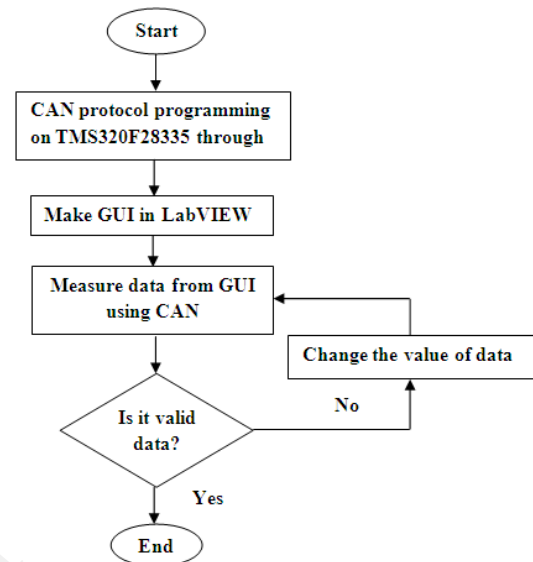 Start
CAN protocol programming
on TMS320F28335 through
Make GUI in LabVIEW
Measure data from GUI
using CAN
Change the value of data
Is it valid
data?
No
Yes
End